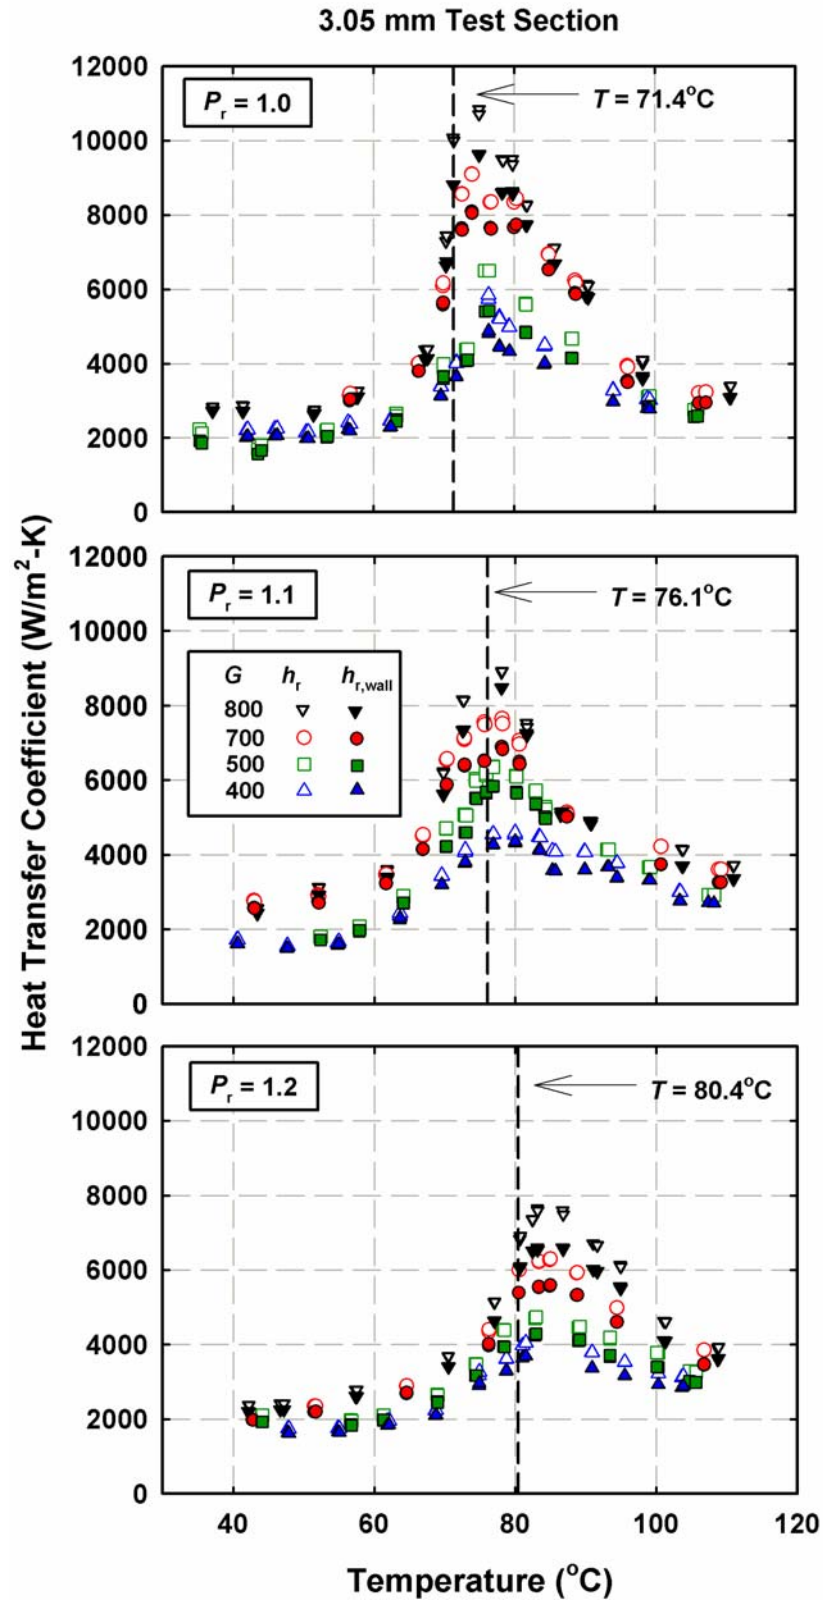 3.05 mm Test Section
12000
10000
8000
6000
4000
2000
0
Pr = 1.0
T = 71.4°C
12000
10000
8000
6000
4000
2000
0
Pr = 1.1
T = 76.1°C
G hr hr,wall
800
700
500
400
12000
10000
8000
6000
4000
2000
0
Pr = 1.2
T = 80.4°C
40 60 80 100 120
Heat Transfer Coefficient (W/m²-K)
Temperature (°C)